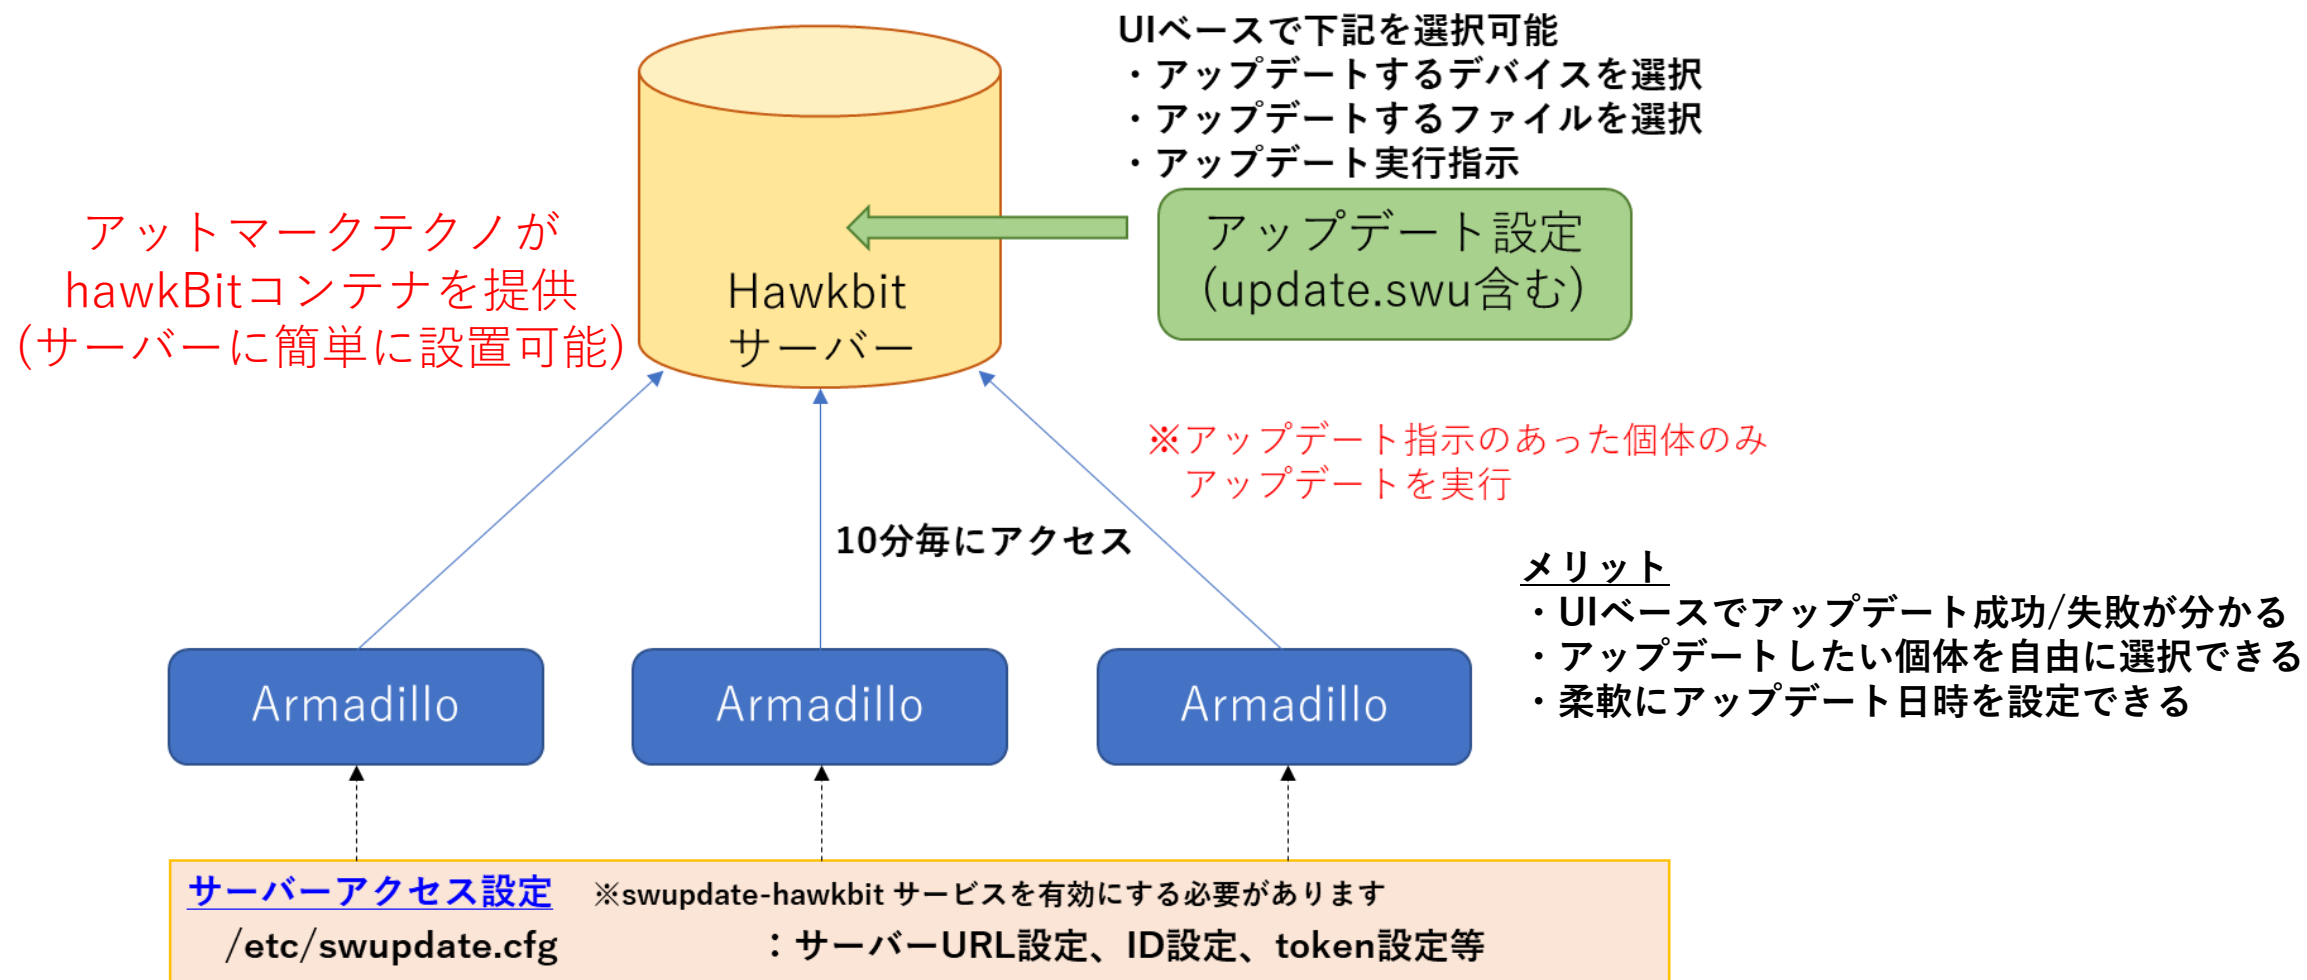 UIベースで下記を選択可能
・アップデートするデバイスを選択
・アップデートするファイルを選択
・アップデート実行指示
アットマークテクノが
hawkBitコンテナを提供
(サーバーに簡単に設置可能)
Hawkbit
サーバー
アップデート設定
(update.swu含む)
※アップデート指示のあった個体のみ
アップデートを実行
10分毎にアクセス
メリット
・UIベースでアップデート成功/失敗が分かる
・アップデートしたい個体を自由に選択できる
・柔軟にアップデート日時を設定できる
Armadillo
Armadillo
Armadillo
サーバーアクセス設定 ※swupdate-hawkbit サービスを有効にする必要があります
/etc/swupdate.cfg ：サーバーURL設定、ID設定、token設定等